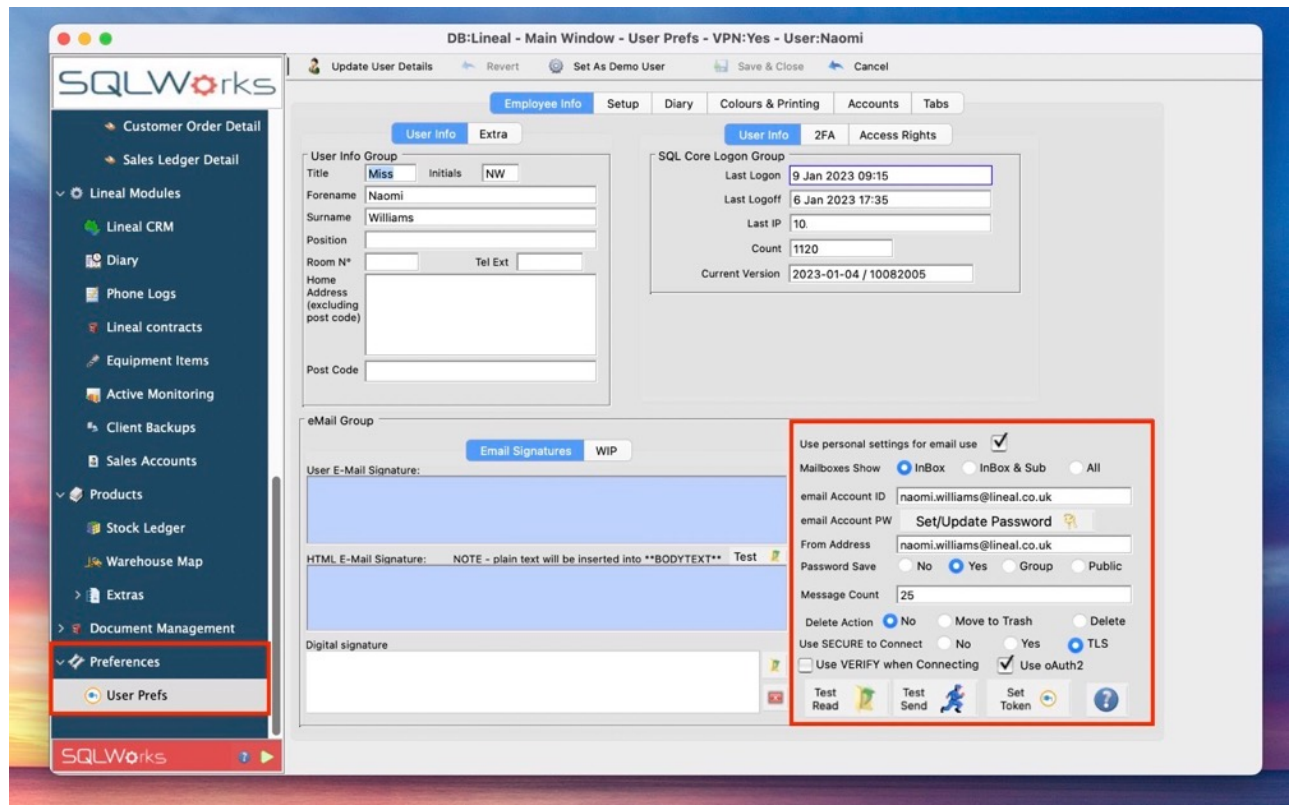 DB:Lineal - Main Window - User Prefs - VPN:Yes - User:Naomi
SQLWorks
Update User Details Revert Set As Demo User Save & Close Cancel
Employee Info Setup Diary Colours & Printing Accounts Tabs
Customer Order Detail
Sales Ledger Detail
Lineal Modules
Lineal CRM
Diary
Phone Logs
Lineal contracts
Equipment Items
Active Monitoring
Client Backups
Sales Accounts
Products
Stock Ledger
Warehouse Map
Extras
Document Management
Preferences
User Prefs
SQLWorks
User Info Extra
User Info Group
Title Miss Initials NW
Forename Naomi
Surname Williams
Position
Room N° Tel Ext
Home
Address
(excluding
post code)
Post Code
User Info 2FA Access Rights
SQL Core Logon Group
Last Logon 9 Jan 2023 09:15
Last Logoff 6 Jan 2023 17:35
Last IP 10.
Count 1120
Current Version 2023-01-04 / 10082005
eMail Group
Email Signatures WIP
User E-Mail Signature:
HTML E-Mail Signature: NOTE - plain text will be inserted into **BODYTEXT** Test
Digital signature
Use personal settings for email use
Mailboxes Show InBox InBox & Sub All
email Account ID naomi.williams@lineal.co.uk
email Account PW Set/Update Password
From Address naomi.williams@lineal.co.uk
Password Save No Yes Group Public
Message Count 25
Delete Action No Move to Trash Delete
Use SECURE to Connect No Yes TLS
Use VERIFY when Connecting Use oAuth2
Test Read Test Send Set Token ?